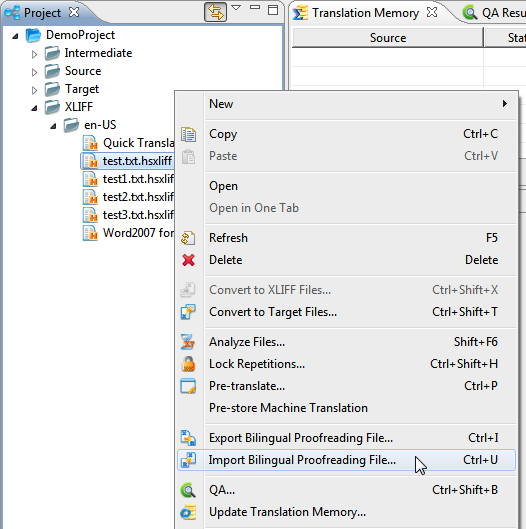 Project
Translation Memory
QA Resu
DemoProject
Intermediate
Source
Target
XLIFF
en-US
Quick Transla
test.txt.hsxliff
test1.txt.hsxliff
test2.txt.hsxliff
test3.txt.hsxliff
Word2007 for
Source
Stat
New
Copy Ctrl+C
Paste Ctrl+V
Open
Open in One Tab
Refresh F5
Delete Delete
Convert to XLIFF Files... Ctrl+Shift+X
Convert to Target Files... Ctrl+Shift+T
Analyze Files... Shift+F6
Lock Repetitions... Ctrl+Shift+H
Pre-translate... Ctrl+P
Pre-store Machine Translation
Export Bilingual Proofreading File... Ctrl+I
Import Bilingual Proofreading File... Ctrl+U
QA... Ctrl+Shift+B
Update Translation Memory...